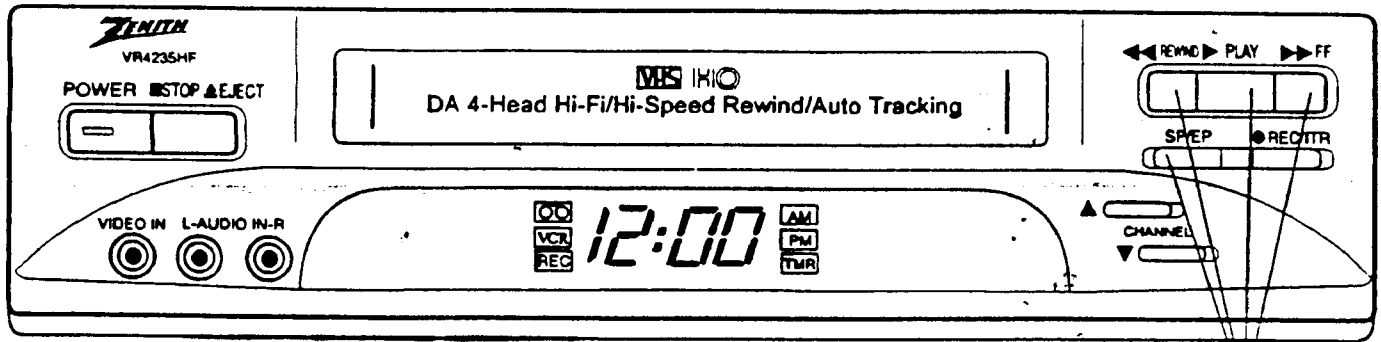 ZENITH
VR4235HF
POWER ■STOP ▲EJECT
VHS HQ
DA 4-Head Hi-Fi/Hi-Speed Rewind/Auto Tracking
◀◀ REWIND ▶ PLAY ▶▶ FF
SP/EP ● REC/ITR
VIDEO IN L-AUDIO IN-R
VCR
REC
12:00
AM
PM
TMR
▲
CHANNEL
▼